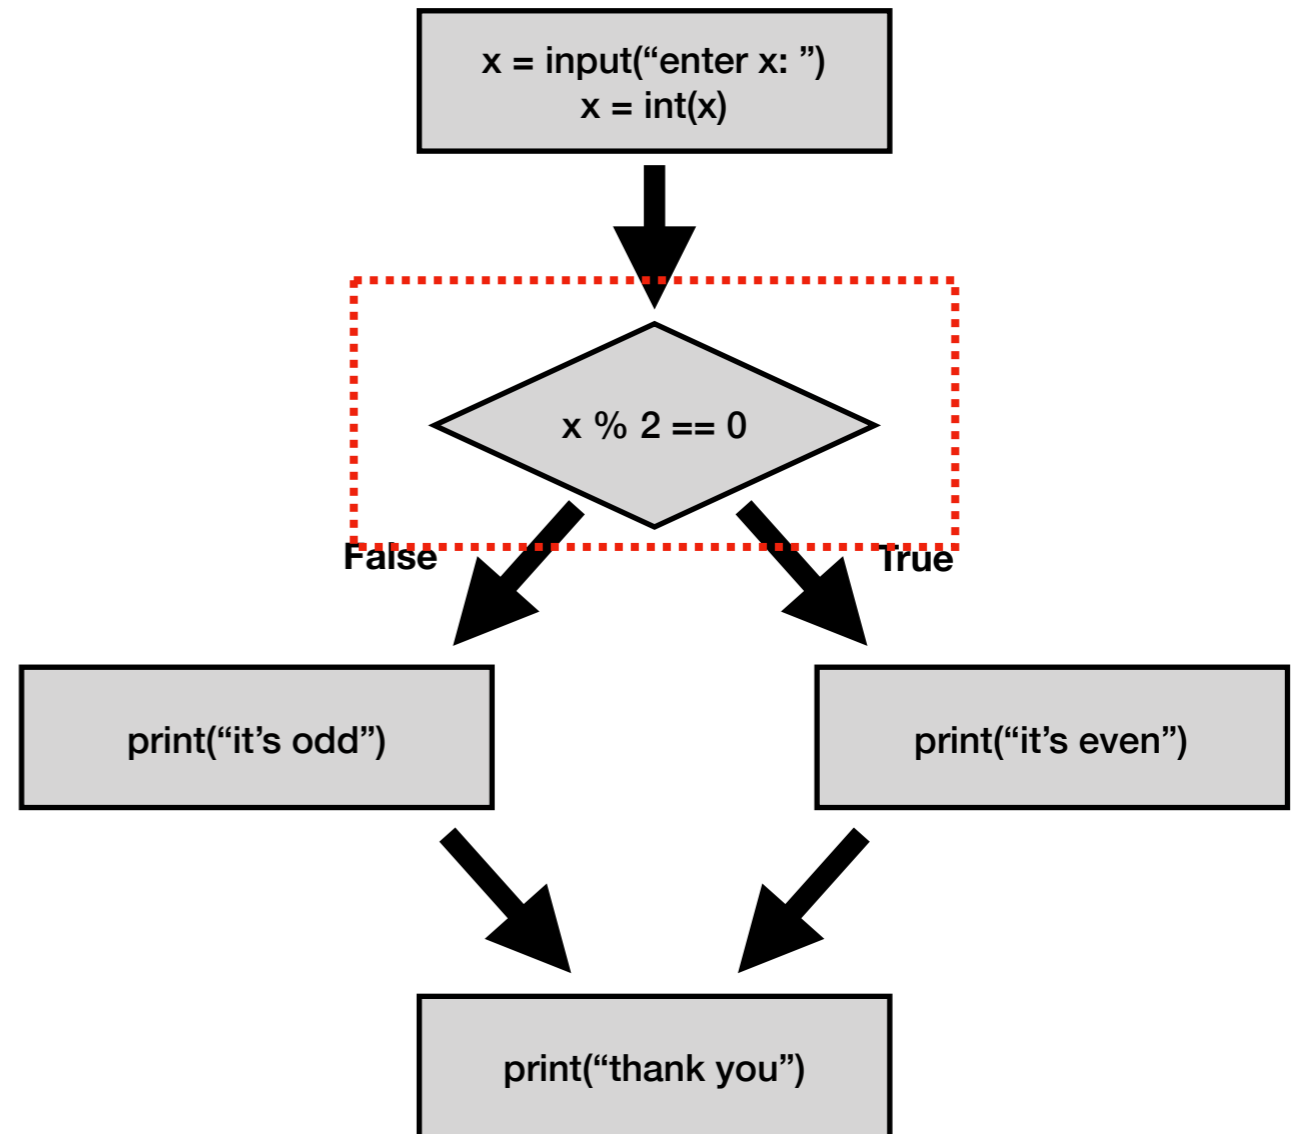 x = input(“enter x: ”)
x = int(x)
x % 2 == 0
False
True
print(“it’s odd”)
print(“it’s even”)
print(“thank you”)